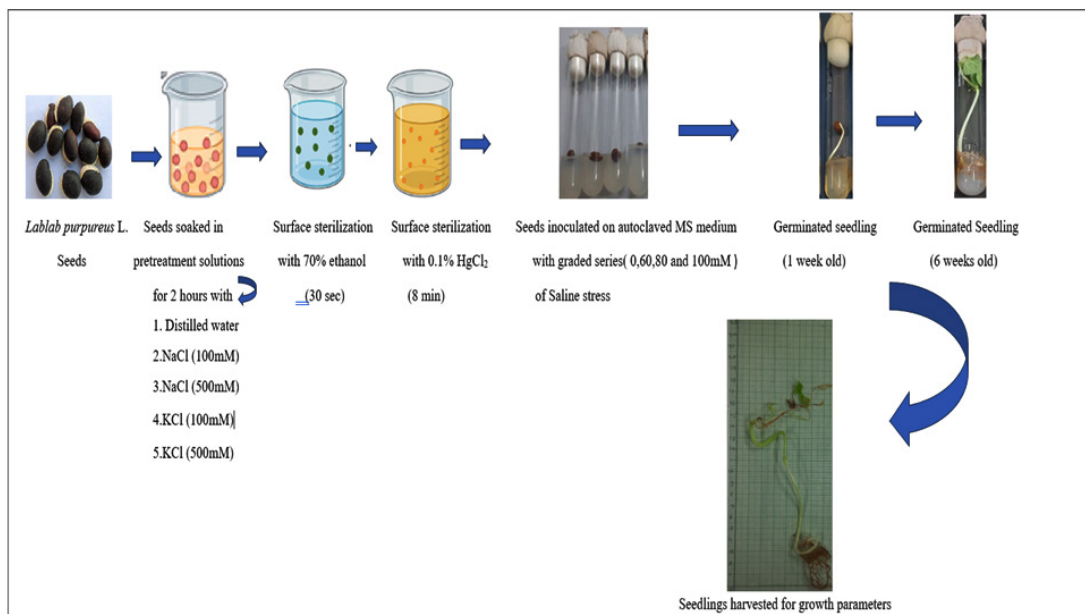 Lablab purpureus L.
Seeds
Seeds soaked in
pretreatment solutions
for 2 hours with
1. Distilled water
2.NaCl (100mM)
3.NaCl (500mM)
4.KCl (100mM)
5.KCl (500mM)
Surface sterilization
with 70% ethanol
(30 sec)
Surface sterilization
with 0.1% HgCl₂
(8 min)
Seeds inoculated on autoclaved MS medium
with graded series( 0,60,80 and 100mM )
of Saline stress
Germinated seedling
(1 week old)
Germinated Seedling
(6 weeks old)
Seedlings harvested for growth parameters